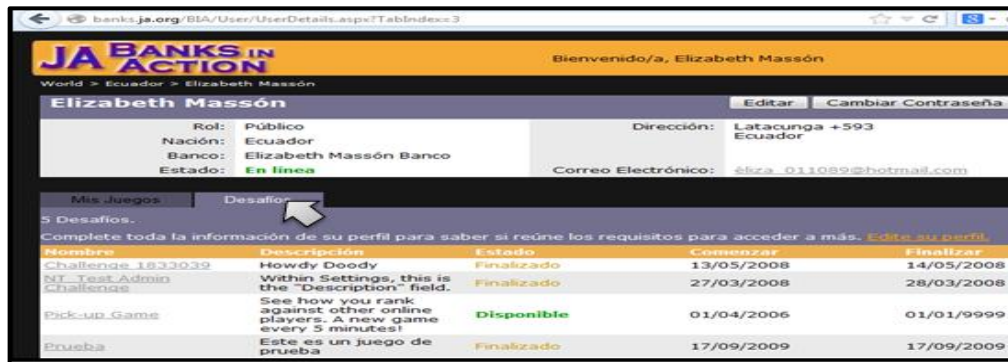 banks.ja.org/BIA/User/UserDetails.aspx?TabIndex=3
JA BANKS IN ACTION
Bienvenido/a, Elizabeth Massón
World > Ecuador > Elizabeth Massón
Elizabeth Massón Editar Cambiar Contraseña
Rol: Público Dirección: Latacunga +593
Nación: Ecuador Ecuador
Banco: Elizabeth Massón Banco
Estado: En línea Correo Electrónico: eliza_011089@hotmail.com
Mis Juegos Desafíos
5 Desafíos.
Complete toda la información de su perfil para saber si reúne los requisitos para acceder a más. Edite su perfil.
Nombre Descripción Estado Comenzar Finalizar
Challenge 1833039 Howdy Doody Finalizado 13/05/2008 14/05/2008
NT Test Admin Challenge Within Settings, this is the "Description" field. Finalizado 27/03/2008 28/03/2008
Pick-up Game See how you rank against other online players. A new game every 5 minutes! Disponible 01/04/2006 01/01/9999
Prueba Este es un juego de prueba Finalizado 17/09/2009 17/09/2009